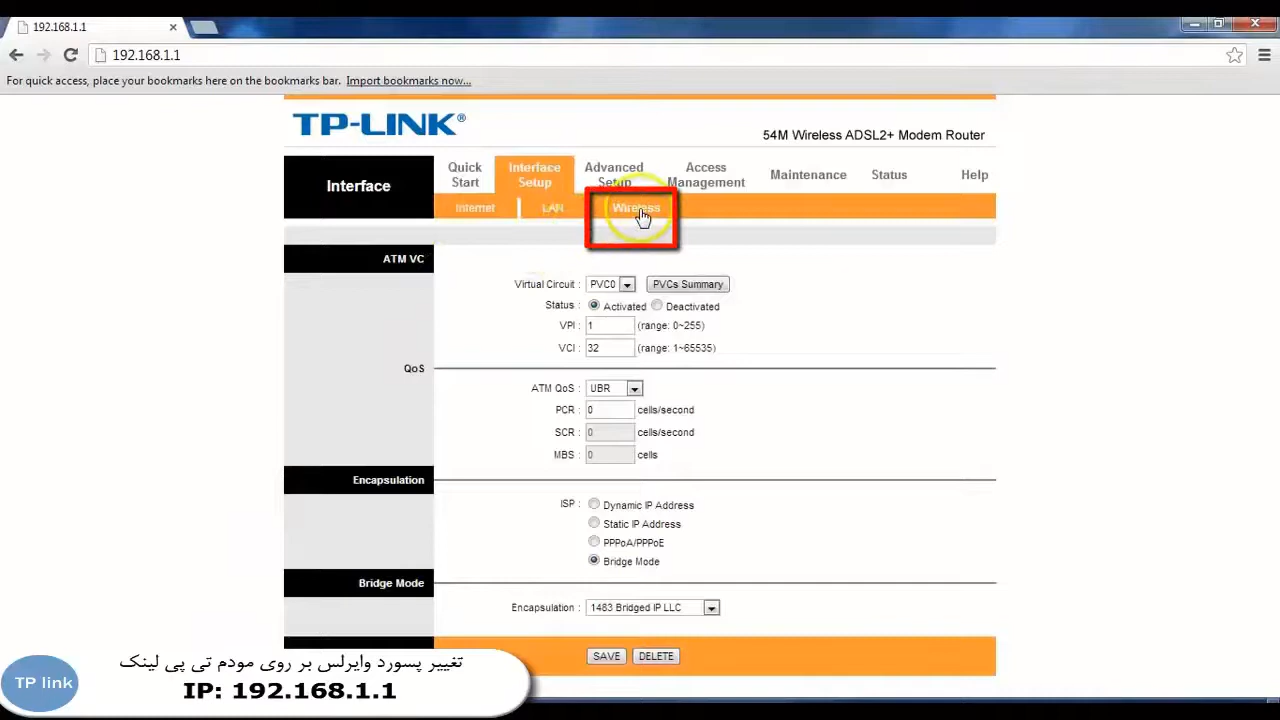 192.168.1.1
192.168.1.1
For quick access, place your bookmarks here on the bookmarks bar. Import bookmarks now...
TP-LINK®
54M Wireless ADSL2+ Modem Router
Interface
Quick Start
Interface Setup
Advanced Setup
Access Management
Maintenance
Status
Help
Internet
LAN
Wireless
ATM VC
Virtual Circuit : PVC0 PVCs Summary
Status : Activated Deactivated
VPI : 1 (range: 0~255)
VCI : 32 (range: 1~65535)
QoS
ATM QoS : UBR
PCR : 0 cells/second
SCR : 0 cells/second
MBS : 0 cells
Encapsulation
ISP : Dynamic IP Address
Static IP Address
PPPoA/PPPoE
Bridge Mode
Bridge Mode
Encapsulation : 1483 Bridged IP LLC
SAVE DELETE
TP link
تغییر پسورد وایرلس بر روی مودم تی پی لینک
IP: 192.168.1.1